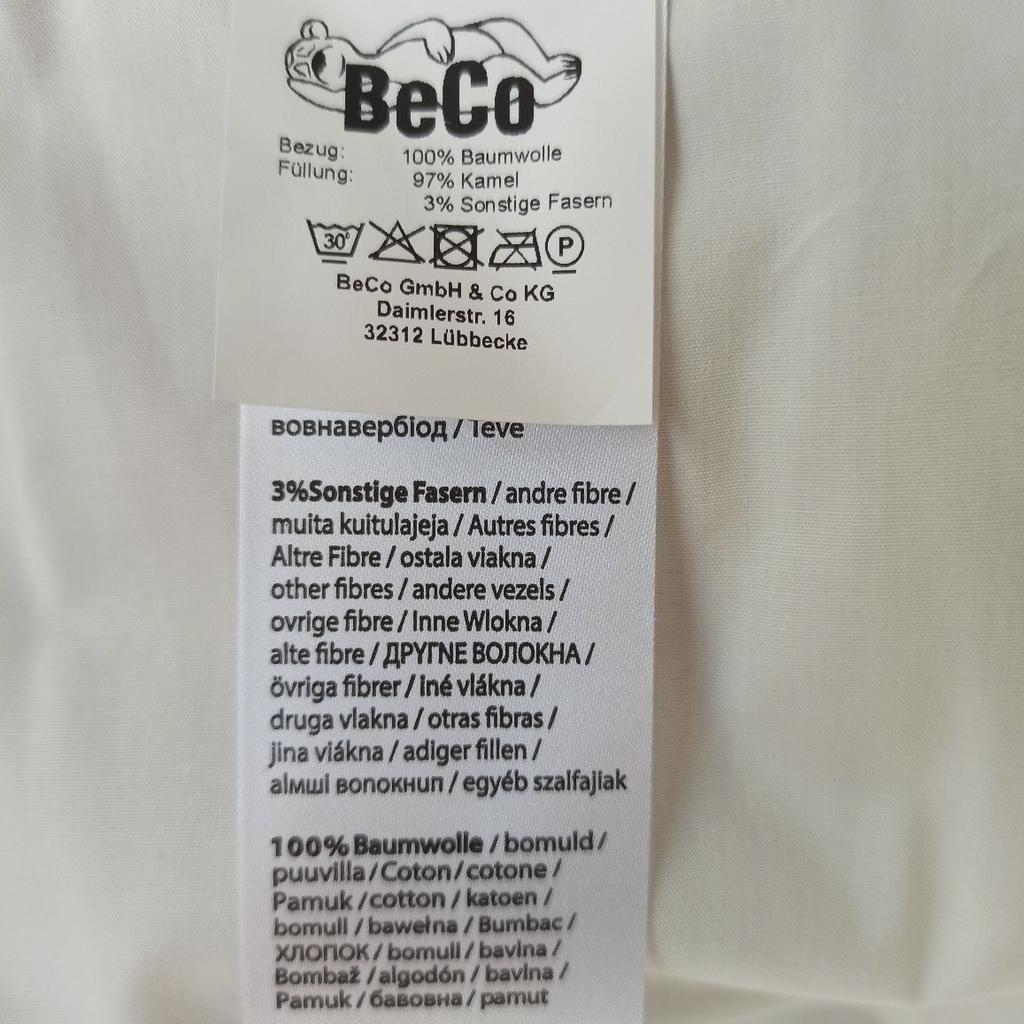 BeCo
Bezug: 100% Baumwolle
Füllung: 97% Kamel
3% Sonstige Fasern
30°
P
BeCo GmbH & Co KG
Daimlerstr. 16
32312 Lübbecke
вовнавербіод / Teve
3%Sonstige Fasern / andre fibre /
muita kuitulajeja / Autres fibres /
Altre Fibre / ostala viakna /
other fibres / andere vezels /
ovrige fibre / Inne Wlokna /
alte fibre / ДРУГНЕ ВОЛОКНА /
övriga fibrer / iné vlákna /
druga vlakna / otras fibras /
jina viákna / adiger fillen /
аімші вопокнип / egyéb szalfajiak
100% Baumwolle / bomuld /
puuvilla / Coton / cotone /
Pamuk / cotton / katoen /
bomull / bawełna / Bumbac /
ХЛОПОК / bomull / bavlna /
Bombaž / algodón / bavlna /
Pamuk / бавовна / pamut